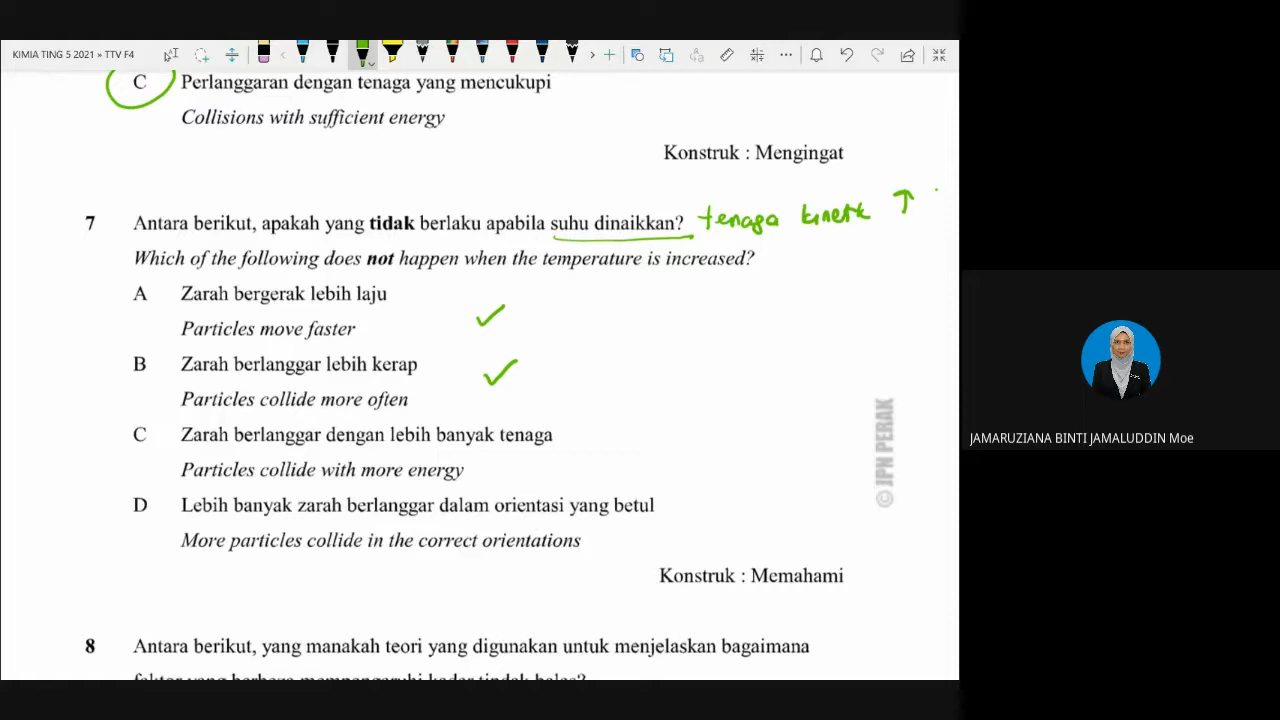 KIMIA TING 5 2021 » TTV F4
C Perlanggaran dengan tenaga yang mencukupi
Collisions with sufficient energy
Konstruk : Mengingat
7 Antara berikut, apakah yang tidak berlaku apabila suhu dinaikkan? tenaga kinetik ↑
Which of the following does not happen when the temperature is increased?
A Zarah bergerak lebih laju
Particles move faster
B Zarah berlanggar lebih kerap
Particles collide more often
C Zarah berlanggar dengan lebih banyak tenaga
Particles collide with more energy
D Lebih banyak zarah berlanggar dalam orientasi yang betul
More particles collide in the correct orientations
Konstruk : Memahami
© JPN PERAK
8 Antara berikut, yang manakah teori yang digunakan untuk menjelaskan bagaimana
JAMARUZIANA BINTI JAMALUDDIN Moe